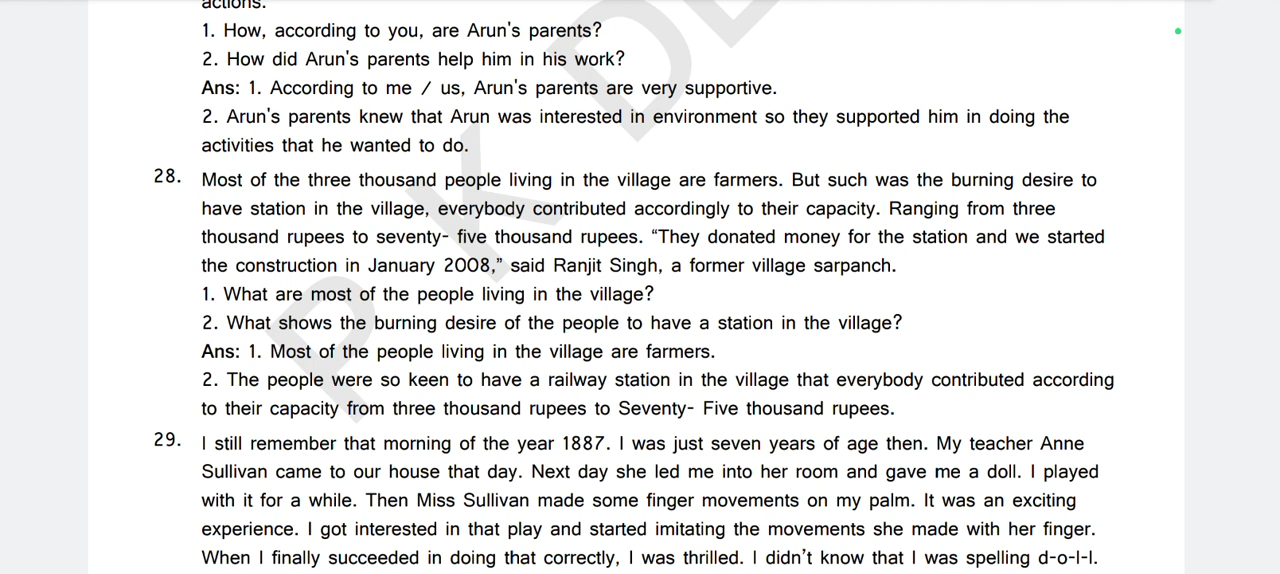 actions:
1. How, according to you, are Arun's parents?
2. How did Arun's parents help him in his work?
Ans: 1. According to me / us, Arun's parents are very supportive.
2. Arun's parents knew that Arun was interested in environment so they supported him in doing the
activities that he wanted to do.
28. Most of the three thousand people living in the village are farmers. But such was the burning desire to
have station in the village, everybody contributed accordingly to their capacity. Ranging from three
thousand rupees to seventy- five thousand rupees. “They donated money for the station and we started
the construction in January 2008,” said Ranjit Singh, a former village sarpanch.
1. What are most of the people living in the village?
2. What shows the burning desire of the people to have a station in the village?
Ans: 1. Most of the people living in the village are farmers.
2. The people were so keen to have a railway station in the village that everybody contributed according
to their capacity from three thousand rupees to Seventy- Five thousand rupees.
29. I still remember that morning of the year 1887. I was just seven years of age then. My teacher Anne
Sullivan came to our house that day. Next day she led me into her room and gave me a doll. I played
with it for a while. Then Miss Sullivan made some finger movements on my palm. It was an exciting
experience. I got interested in that play and started imitating the movements she made with her finger.
When I finally succeeded in doing that correctly, I was thrilled. I didn’t know that I was spelling d-o-l-l.